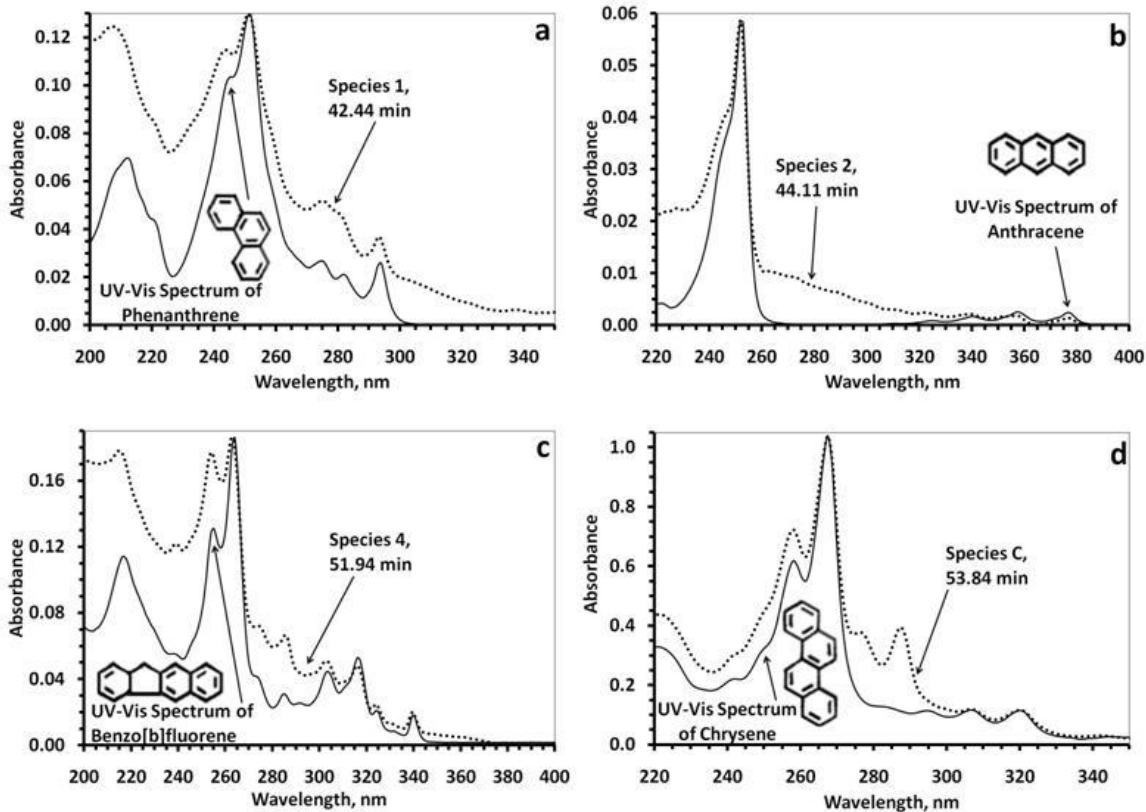 a
0.12
0.10
0.08
0.06
0.04
0.02
0.00
Absorbance
Species 1,
42.44 min
UV-Vis Spectrum of
Phenanthrene
200 220 240 260 280 300 320 340
Wavelength, nm
b
0.06
0.05
0.04
0.03
0.02
0.01
0.00
Absorbance
Species 2,
44.11 min
UV-Vis Spectrum of
Anthracene
220 240 260 280 300 320 340 360 380 400
Wavelength, nm
c
0.16
0.12
0.08
0.04
0.00
Absorbance
Species 4,
51.94 min
UV-Vis Spectrum of
Benzo[b]fluorene
200 220 240 260 280 300 320 340 360 380 400
Wavelength, nm
d
1.0
0.8
0.6
0.4
0.2
0.0
Absorbance
Species C,
53.84 min
UV-Vis Spectrum
of Chrysene
220 240 260 280 300 320 340
Wavelength, nm